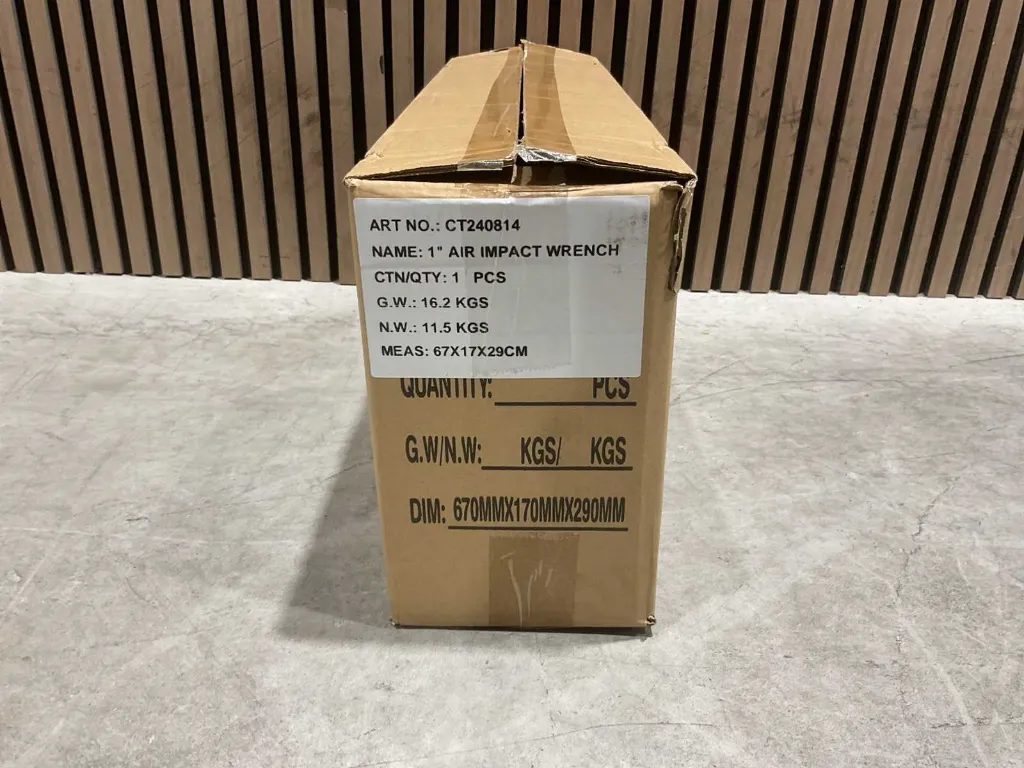 ART NO.: CT240814
NAME: 1" AIR IMPACT WRENCH
CTN/QTY: 1 PCS
G.W.: 16.2 KGS
N.W.: 11.5 KGS
MEAS: 67X17X29CM
QUANTITY: PCS
G.W/N.W: KGS/ KGS
DIM: 670MMX170MMX290MM